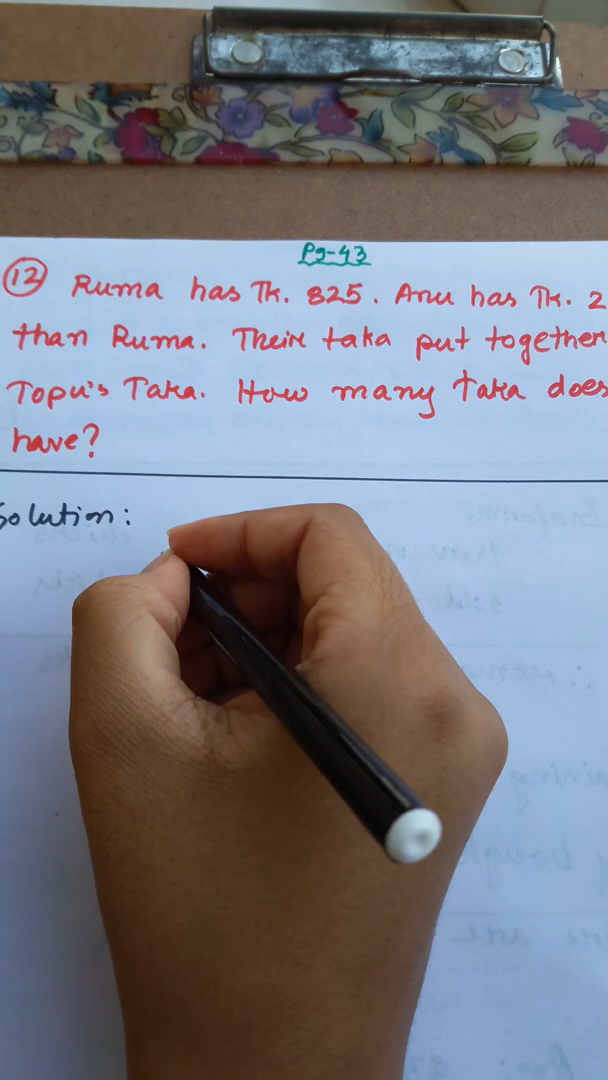 Pg-43
12 Ruma has Tk. 825. Anu has Tk. 2
than Ruma. Their taka put together
Topu's Taka. How many taka does
have?
Solution: